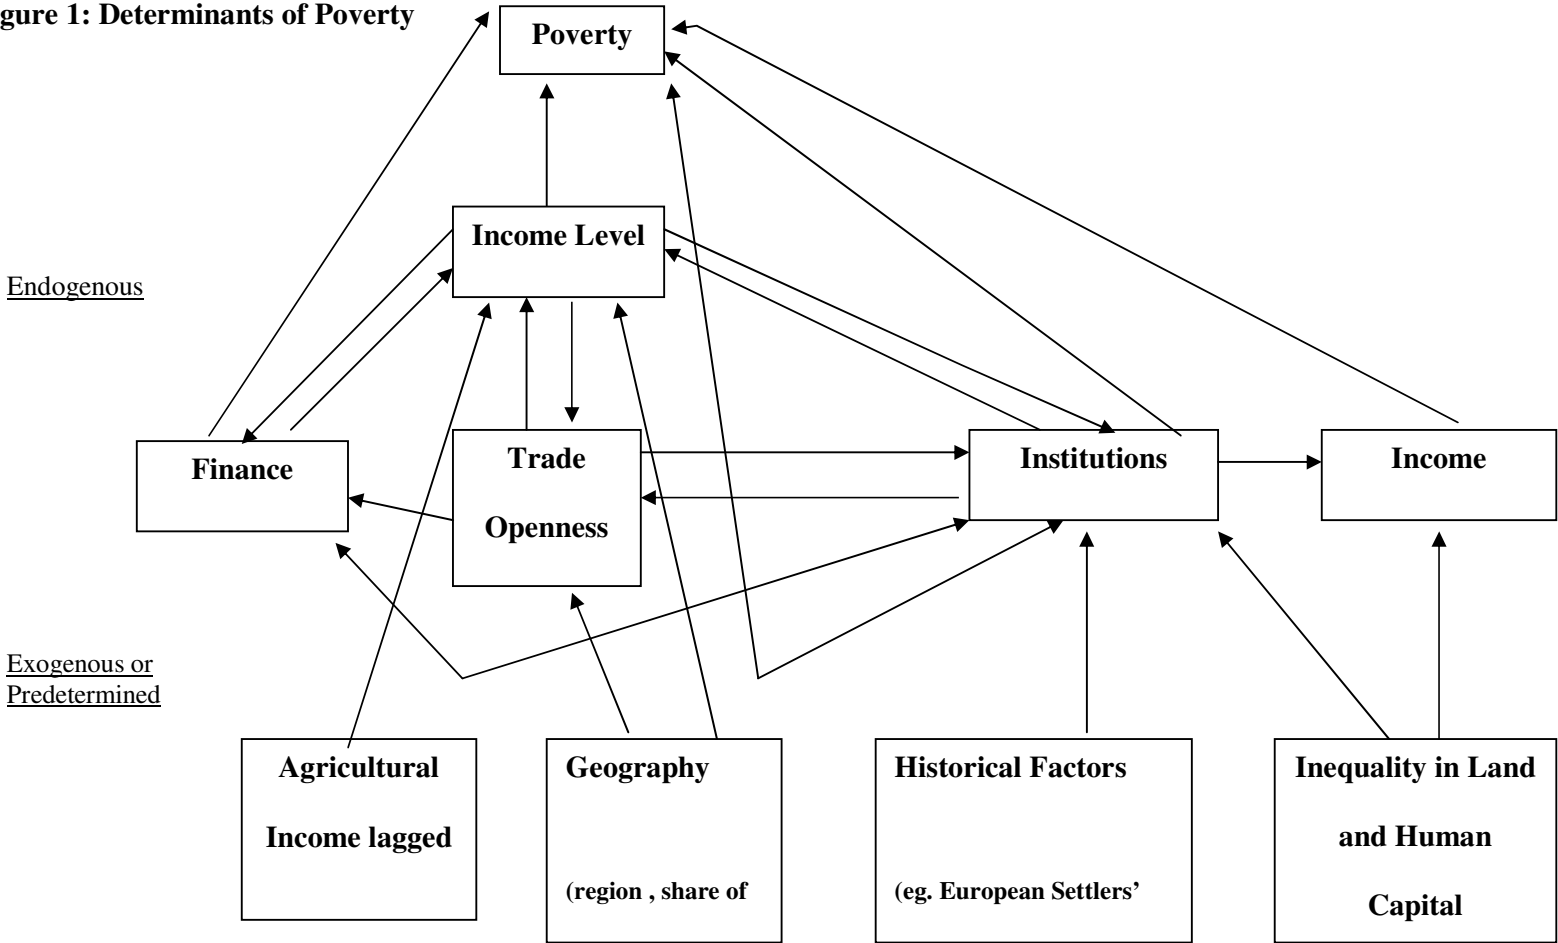 gure 1: Determinants of Poverty
Poverty
Income Level
Endogenous
Finance
Trade
Openness
Institutions
Income
Exogenous or
Predetermined
Agricultural
Income lagged
Geography
(region , share of
Historical Factors
(eg. European Settlers’
Inequality in Land
and Human
Capital